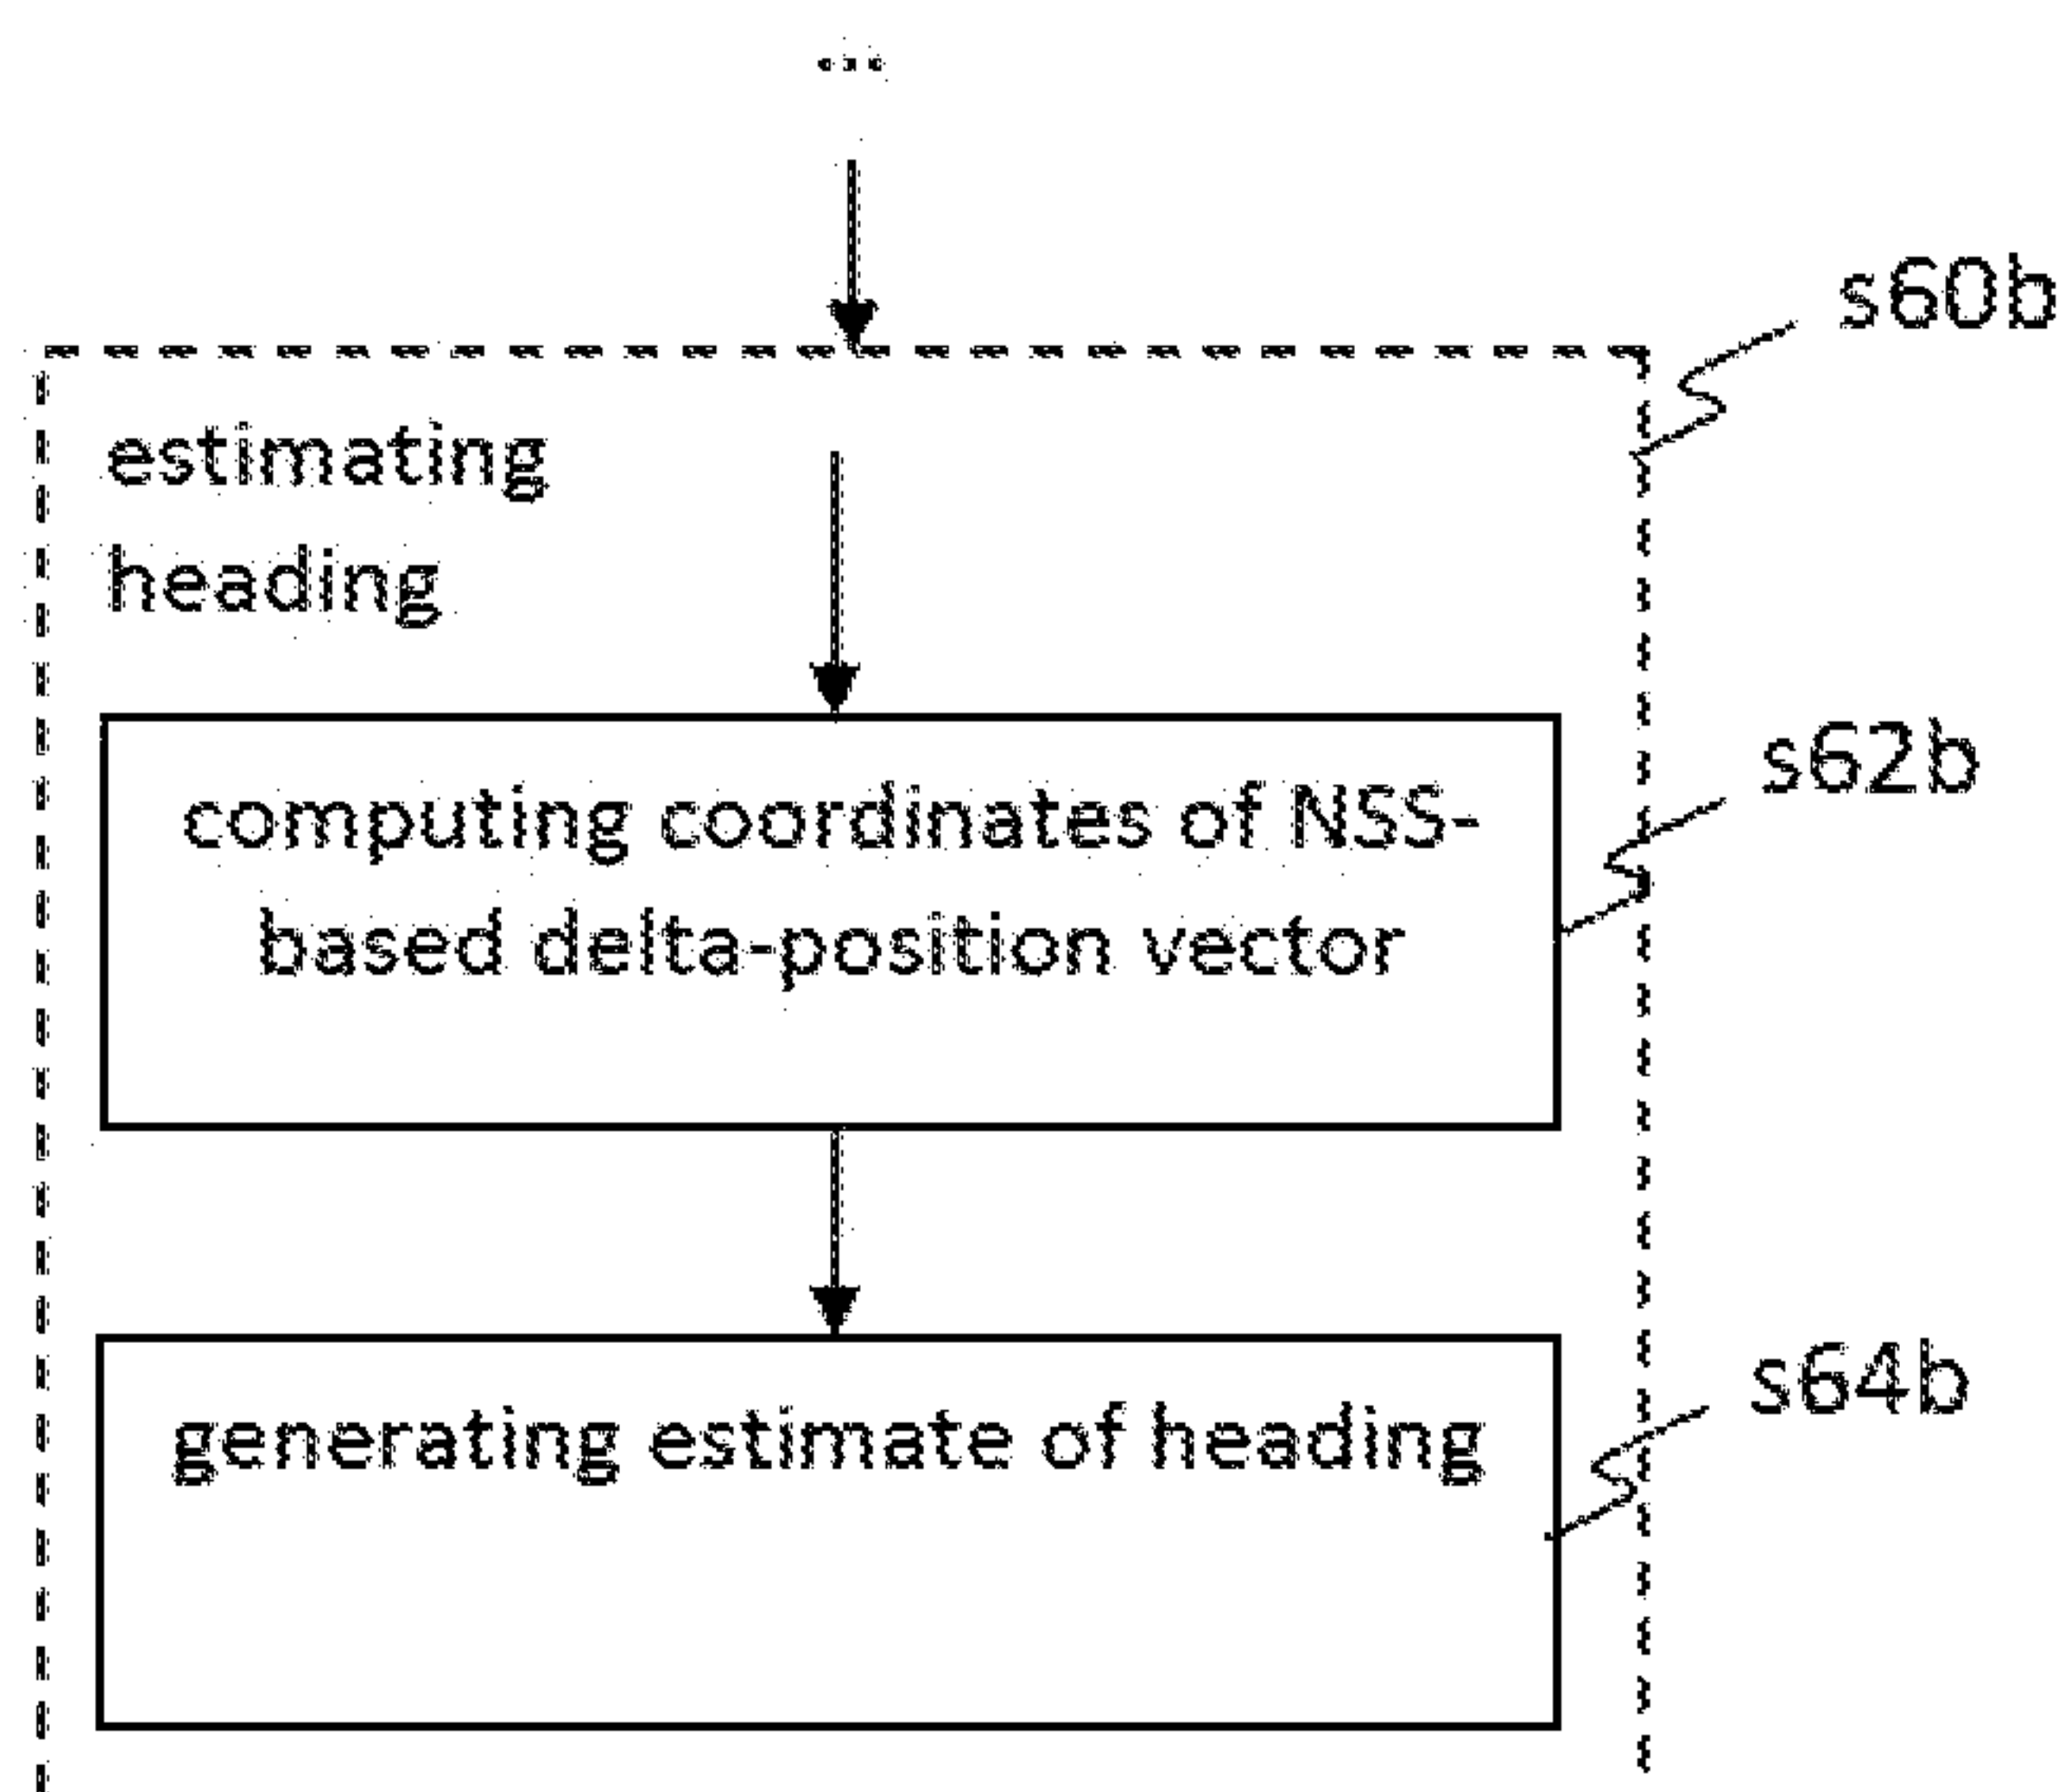 ...
s60b
estimating
heading
s62b
computing coordinates of NSS-
based delta-position vector
s64b
generating estimate of heading